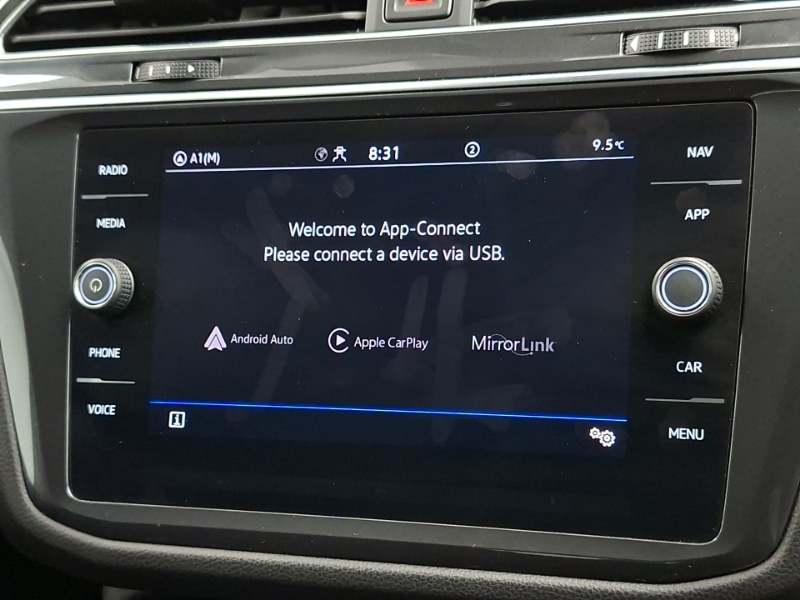 RADIO
MEDIA
PHONE
VOICE
A1(M)
8:31
2
9.5°C
Welcome to App-Connect
Please connect a device via USB.
Android Auto
Apple CarPlay
MirrorLink
i
NAV
APP
CAR
MENU